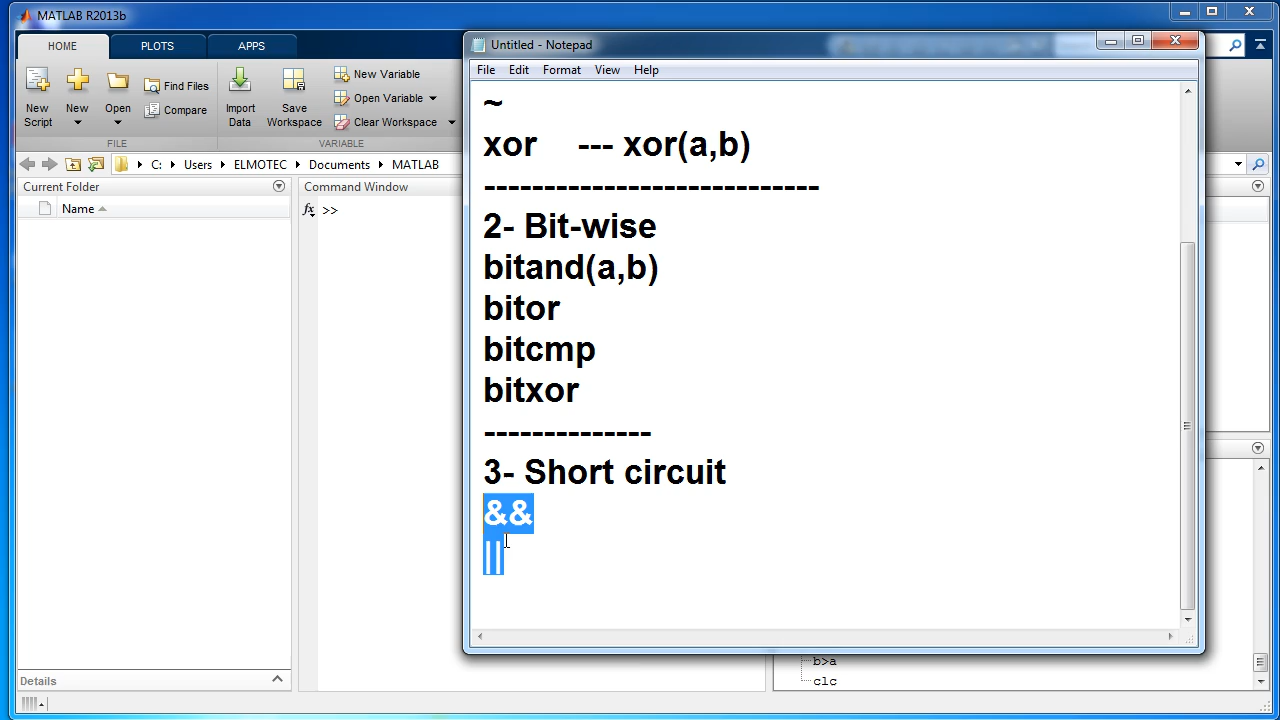 MATLAB R2013b
HOME
PLOTS
APPS
New Script
New
Open
Find Files
Compare
Import Data
Save Workspace
New Variable
Open Variable
Clear Workspace
FILE
VARIABLE
C: Users ELMOTEC Documents MATLAB
Current Folder
Name
Details
Command Window
fx >>
Untitled - Notepad
File Edit Format View Help
~
xor --- xor(a,b)
----------------------------
2- Bit-wise
bitand(a,b)
bitor
bitcmp
bitxor
--------------
3- Short circuit
&&
||
b>a
clc